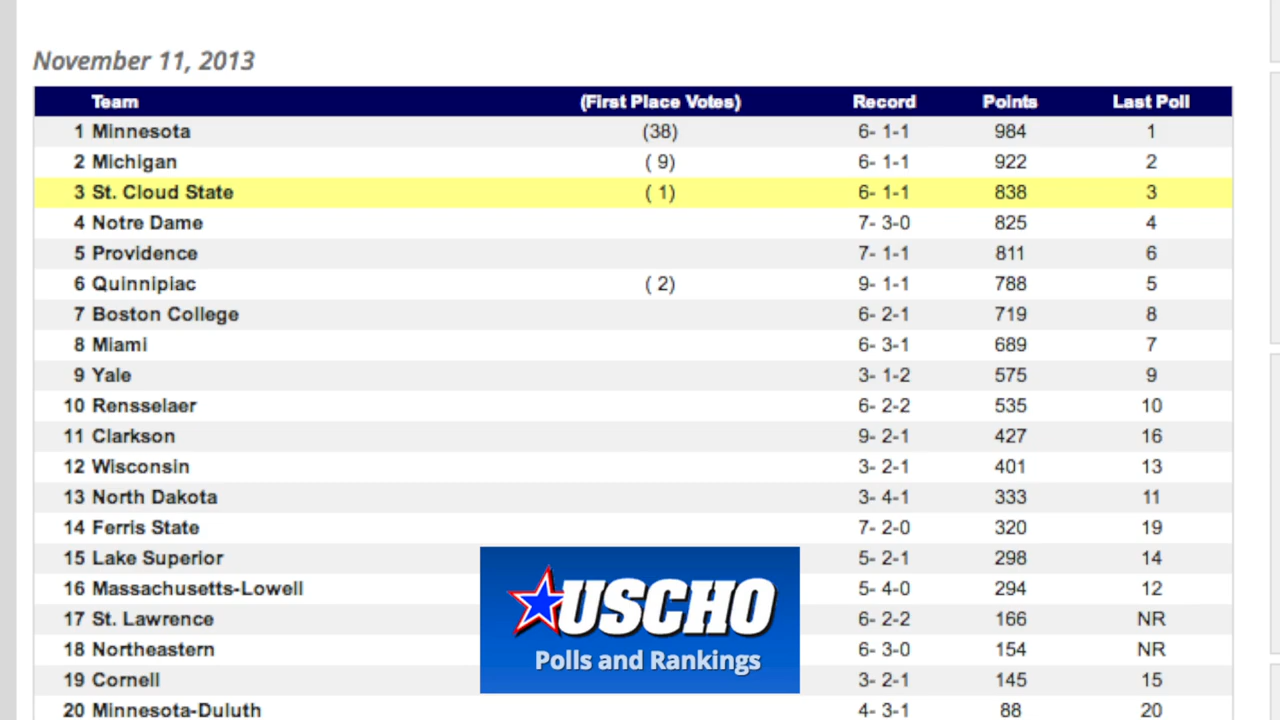 November 11, 2013
Team (First Place Votes) Record Points Last Poll
1 Minnesota (38) 6- 1-1 984 1
2 Michigan ( 9) 6- 1-1 922 2
3 St. Cloud State ( 1) 6- 1-1 838 3
4 Notre Dame 7- 3-0 825 4
5 Providence 7- 1-1 811 6
6 Quinnipiac ( 2) 9- 1-1 788 5
7 Boston College 6- 2-1 719 8
8 Miami 6- 3-1 689 7
9 Yale 3- 1-2 575 9
10 Rensselaer 6- 2-2 535 10
11 Clarkson 9- 2-1 427 16
12 Wisconsin 3- 2-1 401 13
13 North Dakota 3- 4-1 333 11
14 Ferris State 7- 2-0 320 19
15 Lake Superior 5- 2-1 298 14
16 Massachusetts-Lowell 5- 4-0 294 12
17 St. Lawrence 6- 2-2 166 NR
18 Northeastern 6- 3-0 154 NR
19 Cornell 3- 2-1 145 15
20 Minnesota-Duluth 4- 3-1 88 20
USCHO
Polls and Rankings